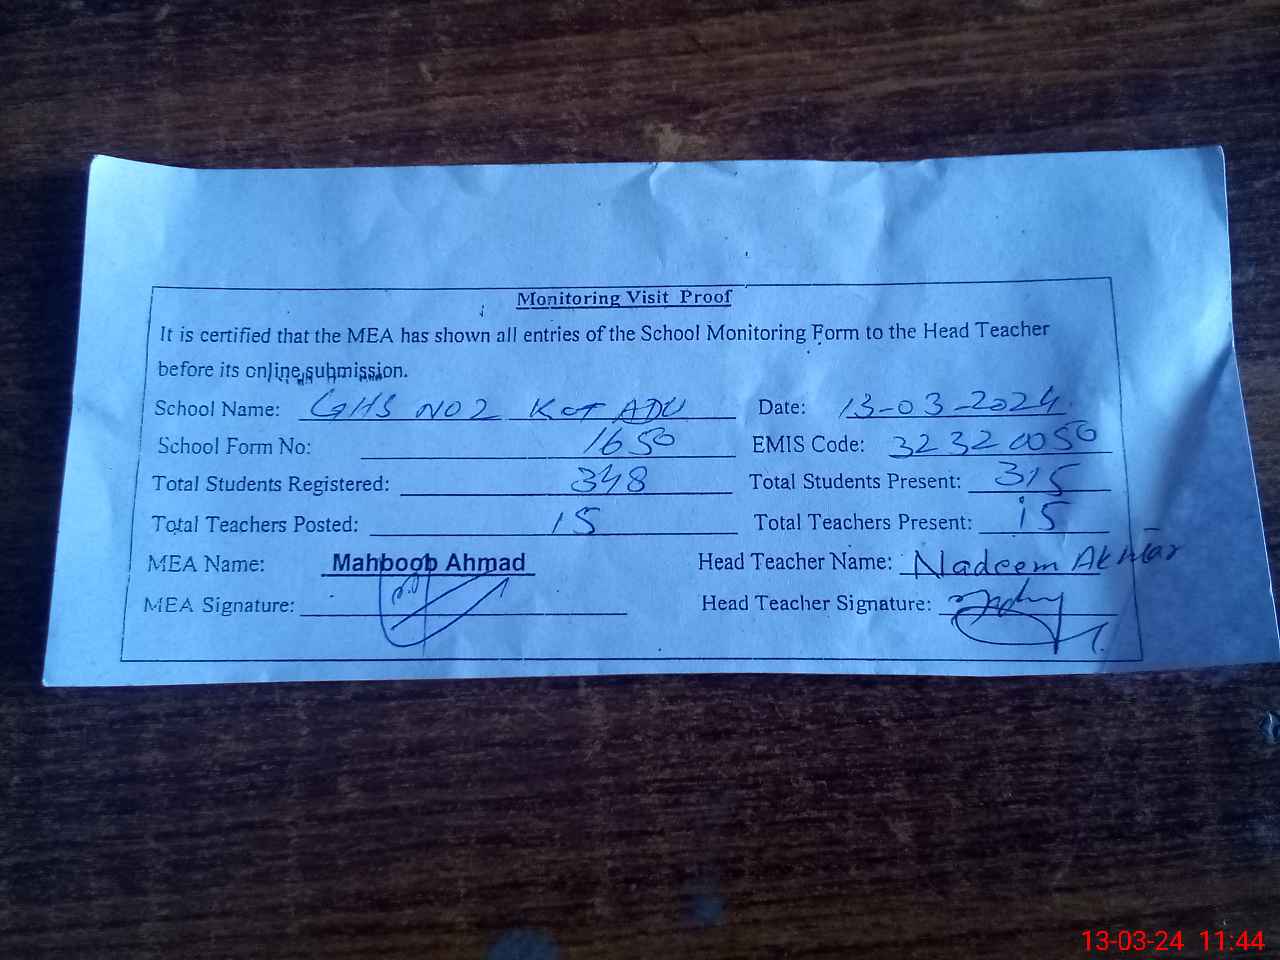 Monitoring Visit Proof
It is certified that the MEA has shown all entries of the School Monitoring Form to the Head Teacher
before its online submission.
School Name: GHS NO2 KOT ADU Date: 13-03-2024.
School Form No: 1650 EMIS Code: 32320050
Total Students Registered: 348 Total Students Present: 315
Total Teachers Posted: 15 Total Teachers Present: 15
MEA Name: Mahboob Ahmad Head Teacher Name: Nadeem Akhtar
MEA Signature: Head Teacher Signature:
13-03-24 11:44